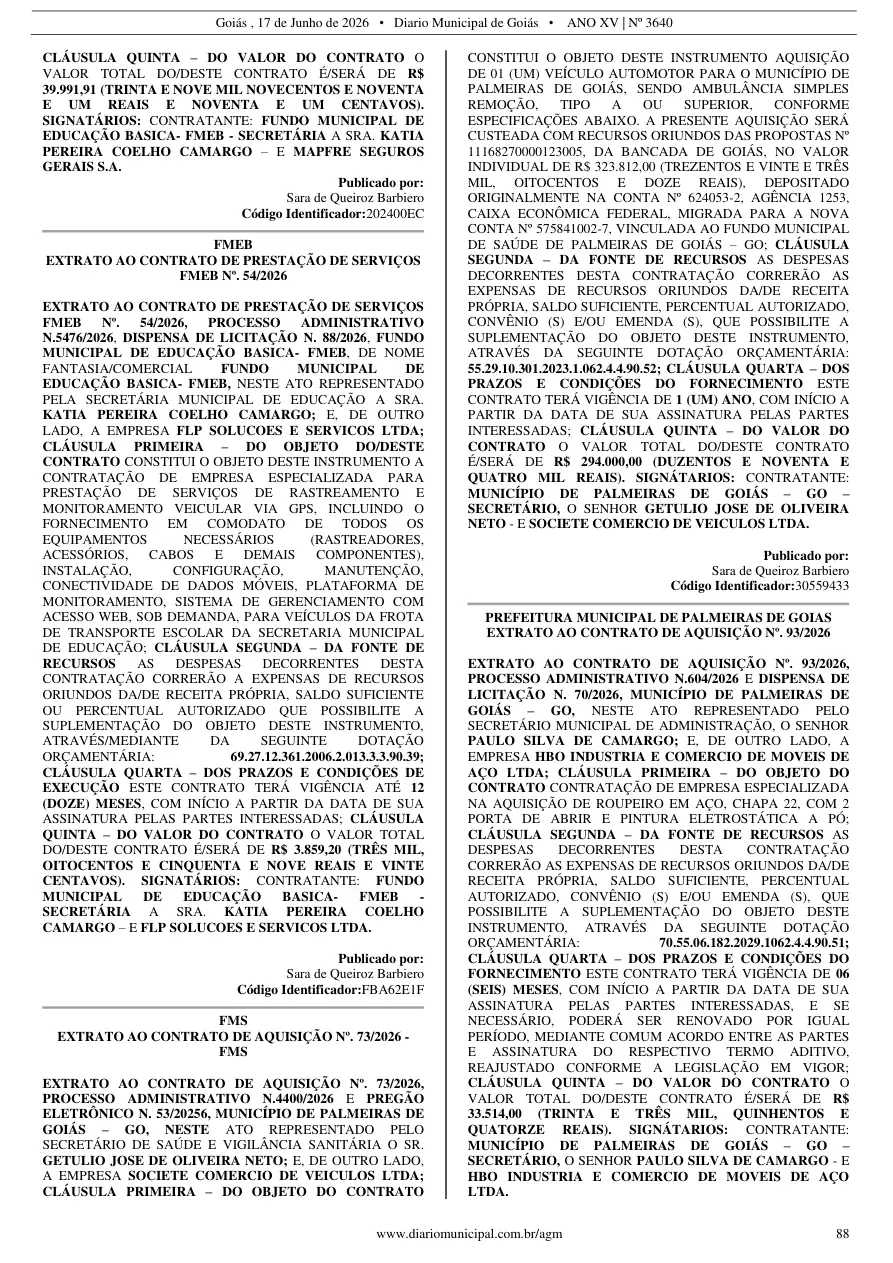 Goiás , 17 de Junho de 2026 • Diario Municipal de Goiás • ANO XV | Nº 3640
CLÁUSULA QUINTA – DO VALOR DO CONTRATO O
VALOR TOTAL DO/DESTE CONTRATO É/SERÁ DE R$
39.991,91 (TRINTA E NOVE MIL NOVECENTOS E NOVENTA
E UM REAIS E NOVENTA E UM CENTAVOS).
SIGNATÁRIOS: CONTRATANTE: FUNDO MUNICIPAL DE
EDUCAÇÃO BASICA- FMEB - SECRETÁRIA A SRA. KATIA
PEREIRA COELHO CAMARGO – E MAPFRE SEGUROS
GERAIS S.A.
Publicado por:
Sara de Queiroz Barbiero
Código Identificador:202400EC
FMEB
EXTRATO AO CONTRATO DE PRESTAÇÃO DE SERVIÇOS
FMEB Nº. 54/2026
EXTRATO AO CONTRATO DE PRESTAÇÃO DE SERVIÇOS
FMEB Nº. 54/2026, PROCESSO ADMINISTRATIVO
N.5476/2026, DISPENSA DE LICITAÇÃO N. 88/2026, FUNDO
MUNICIPAL DE EDUCAÇÃO BASICA- FMEB, DE NOME
FANTASIA/COMERCIAL FUNDO MUNICIPAL DE
EDUCAÇÃO BASICA- FMEB, NESTE ATO REPRESENTADO
PELA SECRETÁRIA MUNICIPAL DE EDUCAÇÃO A SRA.
KATIA PEREIRA COELHO CAMARGO; E, DE OUTRO
LADO, A EMPRESA FLP SOLUCOES E SERVICOS LTDA;
CLÁUSULA PRIMEIRA – DO OBJETO DO/DESTE
CONTRATO CONSTITUI O OBJETO DESTE INSTRUMENTO A
CONTRATAÇÃO DE EMPRESA ESPECIALIZADA PARA
PRESTAÇÃO DE SERVIÇOS DE RASTREAMENTO E
MONITORAMENTO VEICULAR VIA GPS, INCLUINDO O
FORNECIMENTO EM COMODATO DE TODOS OS
EQUIPAMENTOS NECESSÁRIOS (RASTREADORES,
ACESSÓRIOS, CABOS E DEMAIS COMPONENTES),
INSTALAÇÃO, CONFIGURAÇÃO, MANUTENÇÃO,
CONECTIVIDADE DE DADOS MÓVEIS, PLATAFORMA DE
MONITORAMENTO, SISTEMA DE GERENCIAMENTO COM
ACESSO WEB, SOB DEMANDA, PARA VEÍCULOS DA FROTA
DE TRANSPORTE ESCOLAR DA SECRETARIA MUNICIPAL
DE EDUCAÇÃO; CLÁUSULA SEGUNDA – DA FONTE DE
RECURSOS AS DESPESAS DECORRENTES DESTA
CONTRATAÇÃO CORRERÃO A EXPENSAS DE RECURSOS
ORIUNDOS DA/DE RECEITA PRÓPRIA, SALDO SUFICIENTE
OU PERCENTUAL AUTORIZADO QUE POSSIBILITE A
SUPLEMENTAÇÃO DO OBJETO DESTE INSTRUMENTO,
ATRAVÉS/MEDIANTE DA SEGUINTE DOTAÇÃO
ORÇAMENTÁRIA: 69.27.12.361.2006.2.013.3.3.90.39;
CLÁUSULA QUARTA – DOS PRAZOS E CONDIÇÕES DE
EXECUÇÃO ESTE CONTRATO TERÁ VIGÊNCIA ATÉ 12
(DOZE) MESES, COM INÍCIO A PARTIR DA DATA DE SUA
ASSINATURA PELAS PARTES INTERESSADAS; CLÁUSULA
QUINTA – DO VALOR DO CONTRATO O VALOR TOTAL
DO/DESTE CONTRATO É/SERÁ DE R$ 3.859,20 (TRÊS MIL,
OITOCENTOS E CINQUENTA E NOVE REAIS E VINTE
CENTAVOS). SIGNATÁRIOS: CONTRATANTE: FUNDO
MUNICIPAL DE EDUCAÇÃO BASICA- FMEB -
SECRETÁRIA A SRA. KATIA PEREIRA COELHO
CAMARGO – E FLP SOLUCOES E SERVICOS LTDA.
Publicado por:
Sara de Queiroz Barbiero
Código Identificador:FBA62E1F
FMS
EXTRATO AO CONTRATO DE AQUISIÇÃO Nº. 73/2026 -
FMS
EXTRATO AO CONTRATO DE AQUISIÇÃO Nº. 73/2026,
PROCESSO ADMINISTRATIVO N.4400/2026 E PREGÃO
ELETRÔNICO N. 53/20256, MUNICÍPIO DE PALMEIRAS DE
GOIÁS – GO, NESTE ATO REPRESENTADO PELO
SECRETÁRIO DE SAÚDE E VIGILÂNCIA SANITÁRIA O SR.
GETULIO JOSE DE OLIVEIRA NETO; E, DE OUTRO LADO,
A EMPRESA SOCIETE COMERCIO DE VEICULOS LTDA;
CLÁUSULA PRIMEIRA – DO OBJETO DO CONTRATO
CONSTITUI O OBJETO DESTE INSTRUMENTO AQUISIÇÃO
DE 01 (UM) VEÍCULO AUTOMOTOR PARA O MUNICÍPIO DE
PALMEIRAS DE GOIÁS, SENDO AMBULÂNCIA SIMPLES
REMOÇÃO, TIPO A OU SUPERIOR, CONFORME
ESPECIFICAÇÕES ABAIXO. A PRESENTE AQUISIÇÃO SERÁ
CUSTEADA COM RECURSOS ORIUNDOS DAS PROPOSTAS Nº
11168270000123005, DA BANCADA DE GOIÁS, NO VALOR
INDIVIDUAL DE R$ 323.812,00 (TREZENTOS E VINTE E TRÊS
MIL, OITOCENTOS E DOZE REAIS), DEPOSITADO
ORIGINALMENTE NA CONTA Nº 624053-2, AGÊNCIA 1253,
CAIXA ECONÔMICA FEDERAL, MIGRADA PARA A NOVA
CONTA Nº 575841002-7, VINCULADA AO FUNDO MUNICIPAL
DE SAÚDE DE PALMEIRAS DE GOIÁS – GO; CLÁUSULA
SEGUNDA – DA FONTE DE RECURSOS AS DESPESAS
DECORRENTES DESTA CONTRATAÇÃO CORRERÃO AS
EXPENSAS DE RECURSOS ORIUNDOS DA/DE RECEITA
PRÓPRIA, SALDO SUFICIENTE, PERCENTUAL AUTORIZADO,
CONVÊNIO (S) E/OU EMENDA (S), QUE POSSIBILITE A
SUPLEMENTAÇÃO DO OBJETO DESTE INSTRUMENTO,
ATRAVÉS DA SEGUINTE DOTAÇÃO ORÇAMENTÁRIA:
55.29.10.301.2023.1.062.4.4.90.52; CLÁUSULA QUARTA – DOS
PRAZOS E CONDIÇÕES DO FORNECIMENTO ESTE
CONTRATO TERÁ VIGÊNCIA DE 1 (UM) ANO, COM INÍCIO A
PARTIR DA DATA DE SUA ASSINATURA PELAS PARTES
INTERESSADAS; CLÁUSULA QUINTA – DO VALOR DO
CONTRATO O VALOR TOTAL DO/DESTE CONTRATO
É/SERÁ DE R$ 294.000,00 (DUZENTOS E NOVENTA E
QUATRO MIL REAIS). SIGNÁTARIOS: CONTRATANTE:
MUNICÍPIO DE PALMEIRAS DE GOIÁS – GO –
SECRETÁRIO, O SENHOR GETULIO JOSE DE OLIVEIRA
NETO - E SOCIETE COMERCIO DE VEICULOS LTDA.
Publicado por:
Sara de Queiroz Barbiero
Código Identificador:30559433
PREFEITURA MUNICIPAL DE PALMEIRAS DE GOIAS
EXTRATO AO CONTRATO DE AQUISIÇÃO Nº. 93/2026
EXTRATO AO CONTRATO DE AQUISIÇÃO Nº. 93/2026,
PROCESSO ADMINISTRATIVO N.604/2026 E DISPENSA DE
LICITAÇÃO N. 70/2026, MUNICÍPIO DE PALMEIRAS DE
GOIÁS – GO, NESTE ATO REPRESENTADO PELO
SECRETÁRIO MUNICIPAL DE ADMINISTRAÇÃO, O SENHOR
PAULO SILVA DE CAMARGO; E, DE OUTRO LADO, A
EMPRESA HBO INDUSTRIA E COMERCIO DE MOVEIS DE
AÇO LTDA; CLÁUSULA PRIMEIRA – DO OBJETO DO
CONTRATO CONTRATAÇÃO DE EMPRESA ESPECIALIZADA
NA AQUISIÇÃO DE ROUPEIRO EM AÇO, CHAPA 22, COM 2
PORTA DE ABRIR E PINTURA ELETROSTÁTICA A PÓ;
CLÁUSULA SEGUNDA – DA FONTE DE RECURSOS AS
DESPESAS DECORRENTES DESTA CONTRATAÇÃO
CORRERÃO AS EXPENSAS DE RECURSOS ORIUNDOS DA/DE
RECEITA PRÓPRIA, SALDO SUFICIENTE, PERCENTUAL
AUTORIZADO, CONVÊNIO (S) E/OU EMENDA (S), QUE
POSSIBILITE A SUPLEMENTAÇÃO DO OBJETO DESTE
INSTRUMENTO, ATRAVÉS DA SEGUINTE DOTAÇÃO
ORÇAMENTÁRIA: 70.55.06.182.2029.1062.4.4.90.51;
CLÁUSULA QUARTA – DOS PRAZOS E CONDIÇÕES DO
FORNECIMENTO ESTE CONTRATO TERÁ VIGÊNCIA DE 06
(SEIS) MESES, COM INÍCIO A PARTIR DA DATA DE SUA
ASSINATURA PELAS PARTES INTERESSADAS, E SE
NECESSÁRIO, PODERÁ SER RENOVADO POR IGUAL
PERÍODO, MEDIANTE COMUM ACORDO ENTRE AS PARTES
E ASSINATURA DO RESPECTIVO TERMO ADITIVO,
REAJUSTADO CONFORME A LEGISLAÇÃO EM VIGOR;
CLÁUSULA QUINTA – DO VALOR DO CONTRATO O
VALOR TOTAL DO/DESTE CONTRATO É/SERÁ DE R$
33.514,00 (TRINTA E TRÊS MIL, QUINHENTOS E
QUATORZE REAIS). SIGNÁTARIOS: CONTRATANTE:
MUNICÍPIO DE PALMEIRAS DE GOIÁS – GO –
SECRETÁRIO, O SENHOR PAULO SILVA DE CAMARGO - E
HBO INDUSTRIA E COMERCIO DE MOVEIS DE AÇO
LTDA.
www.diariomunicipal.com.br/agm 88